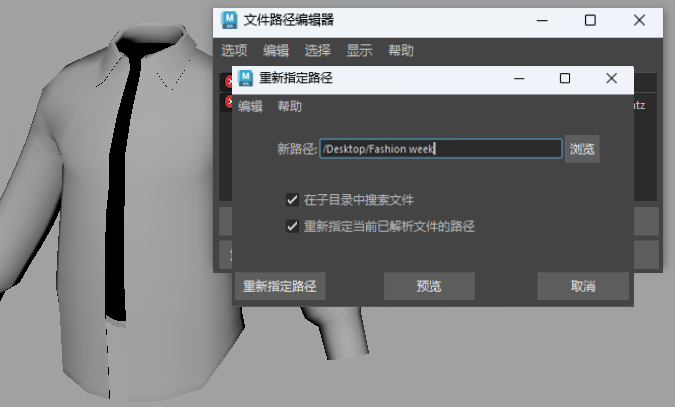 文件路径编辑器
选项 编辑 选择 显示 帮助
重新指定路径
编辑 帮助
新路径: /Desktop/Fashion week 浏览
在子目录中搜索文件
重新指定当前已解析文件的路径
重新指定路径 预览 取消